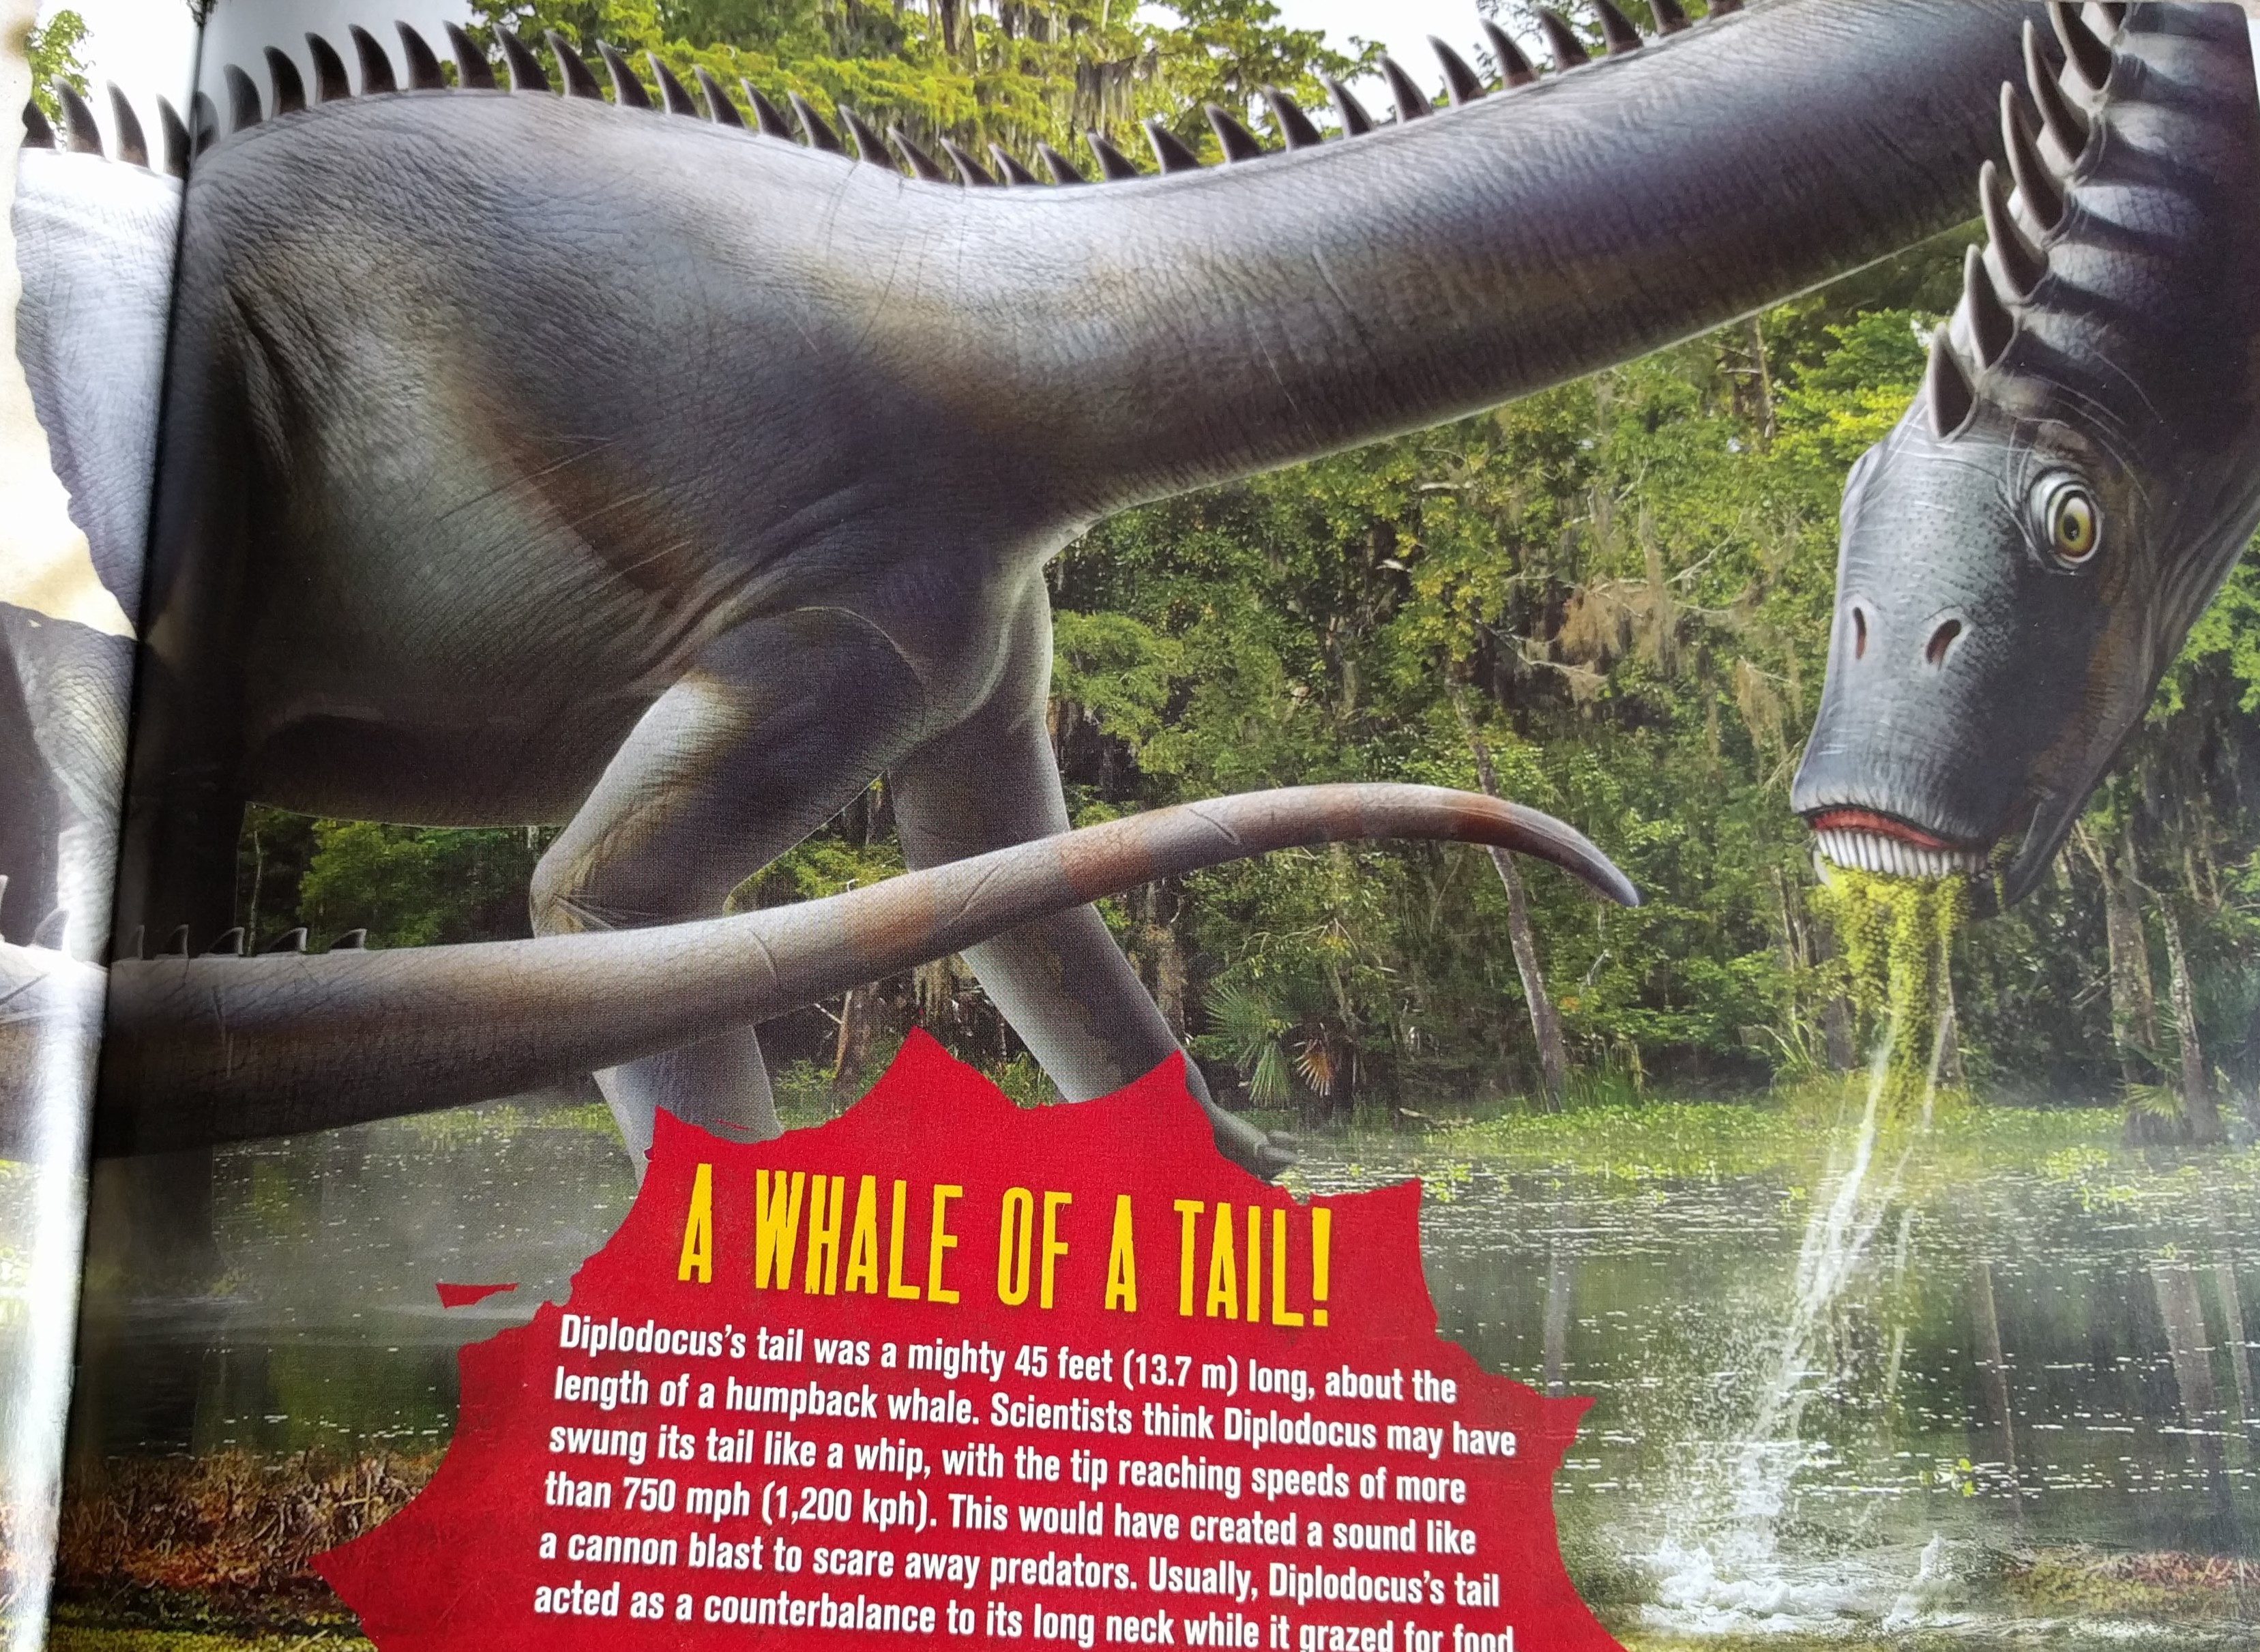 A WHALE OF A TAIL!
Diplodocus's tail was a mighty 45 feet (13.7 m) long, about the
length of a humpback whale. Scientists think Diplodocus may have
swung its tail like a whip, with the tip reaching speeds of more
than 750 mph (1,200 kph). This would have created a sound like
a cannon blast to scare away predators. Usually, Diplodocus's tail
acted as a counterbalance to its long neck while it grazed for food